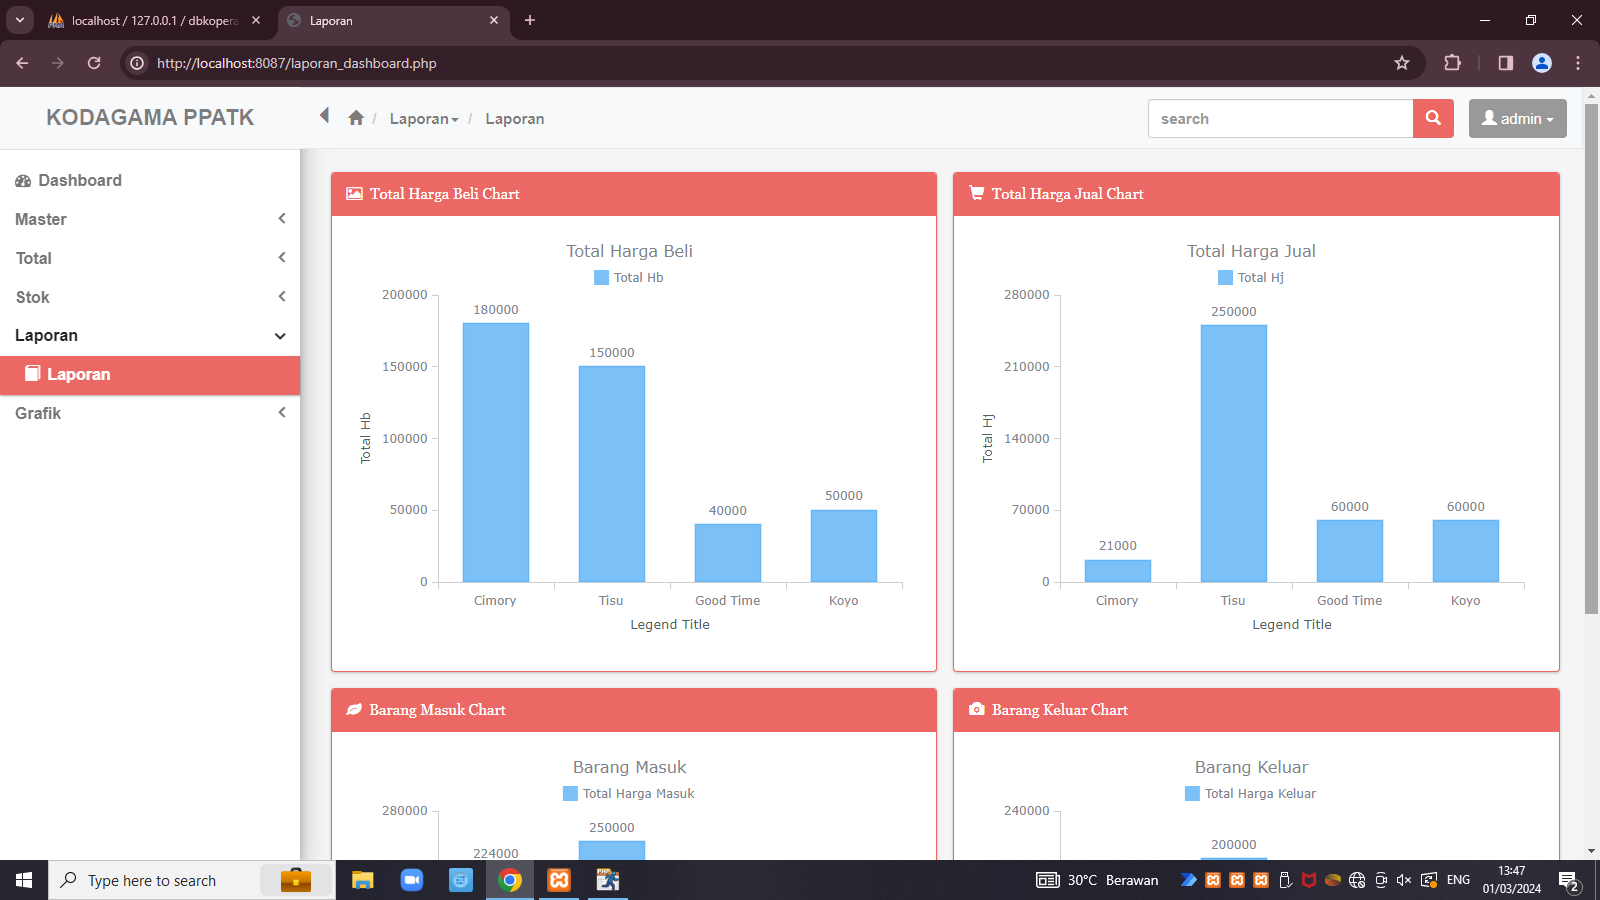 localhost / 127.0.0.1 / dbkopera
Laporan
http://localhost:8087/laporan_dashboard.php
KODAGAMA PPATK
/ Laporan / Laporan
search
admin
Dashboard
Master
Total
Stok
Laporan
Laporan
Grafik
Total Harga Beli Chart
Total Harga Beli
Total Hb
200000
150000
100000
50000
0
Total Hb
180000
150000
40000
50000
Cimory Tisu Good Time Koyo
Legend Title
Total Harga Jual Chart
Total Harga Jual
Total Hj
280000
210000
140000
70000
0
Total Hj
21000
250000
60000
60000
Cimory Tisu Good Time Koyo
Legend Title
Barang Masuk Chart
Barang Masuk
Total Harga Masuk
280000
250000
224000
Barang Keluar Chart
Barang Keluar
Total Harga Keluar
240000
200000
Type here to search
30°C Berawan
ENG
13:47
01/03/2024
2